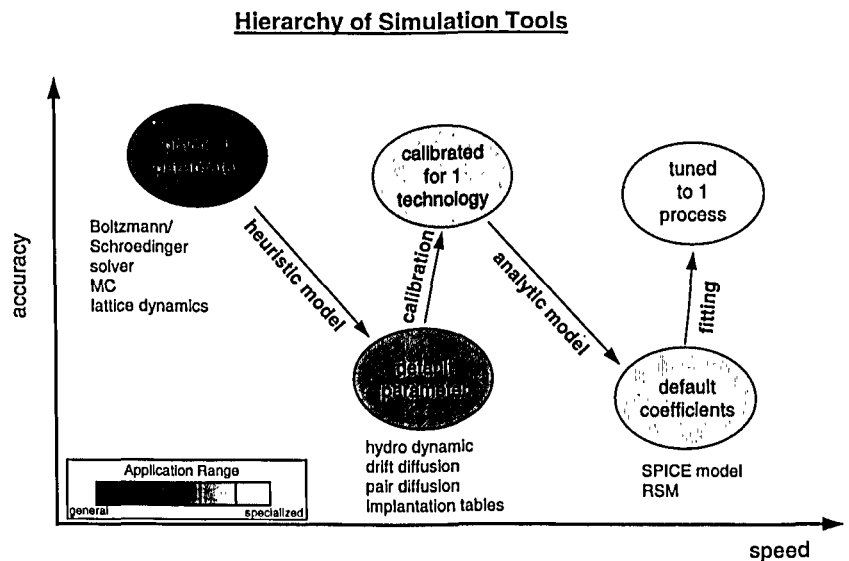 Hierarchy of Simulation Tools
accuracy
Boltzmann/
Schroedinger
solver
MC
lattice dynamics
heuristic model
calibrated
for 1
technology
calibration
default
parameter
hydro dynamic
drift diffusion
pair diffusion
Implantation tables
analytic model
tuned
to 1
process
fitting
default
coefficients
SPICE model
RSM
Application Range
general
specialized
speed